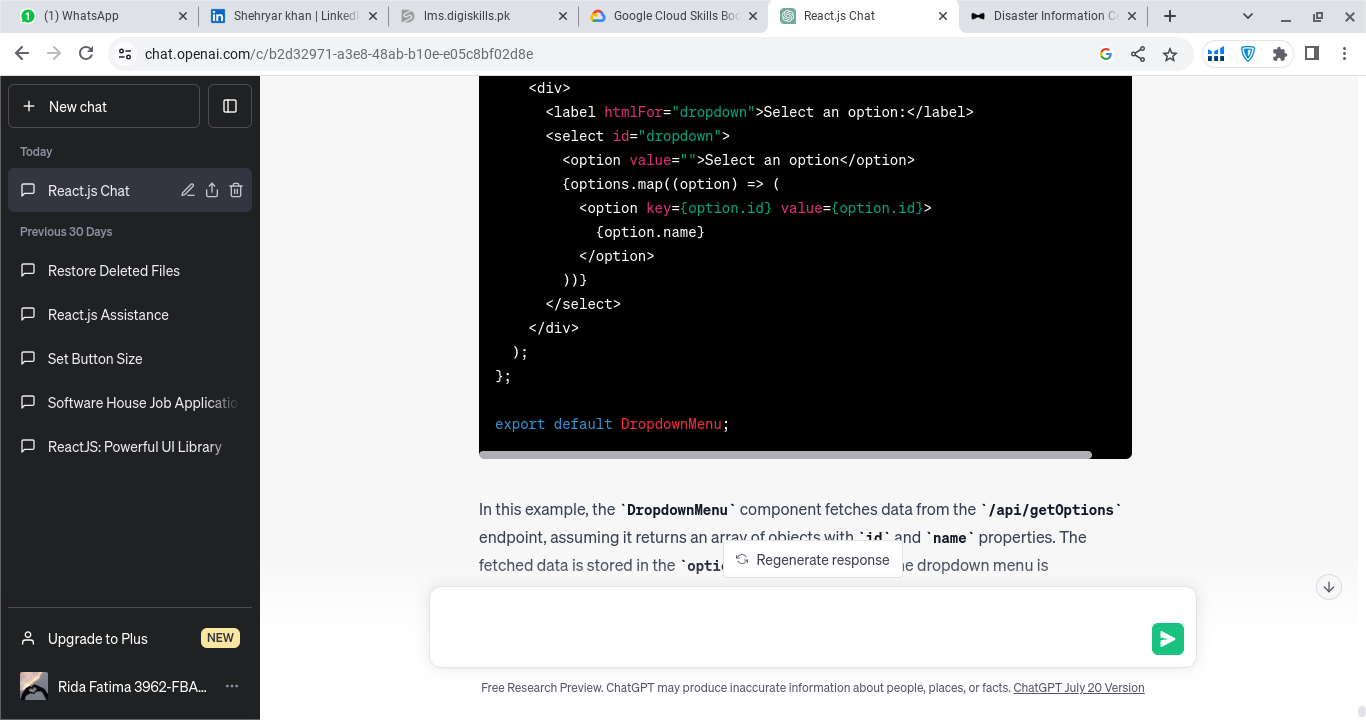 (1) WhatsApp
Shehryar khan | LinkedI
lms.digiskills.pk
Google Cloud Skills Boo
React.js Chat
Disaster Information C
chat.openai.com/c/b2d32971-a3e8-48ab-b10e-e05c8bf02d8e
New chat
Today
React.js Chat
Previous 30 Days
Restore Deleted Files
React.js Assistance
Set Button Size
Software House Job Applicatio
ReactJS: Powerful UI Library
Upgrade to Plus NEW
Rida Fatima 3962-FBA...
<div>
<label htmlFor="dropdown">Select an option:</label>
<select id="dropdown">
<option value="">Select an option</option>
{options.map((option) => (
<option key={option.id} value={option.id}>
{option.name}
</option>
))}
</select>
</div>
);
};
export default DropdownMenu;
In this example, the `DropdownMenu` component fetches data from the `/api/getOptions`
endpoint, assuming it returns an array of objects with `id` and `name` properties. The
fetched data is stored in the `optio
e dropdown menu is
Regenerate response
Free Research Preview. ChatGPT may produce inaccurate information about people, places, or facts. ChatGPT July 20 Version